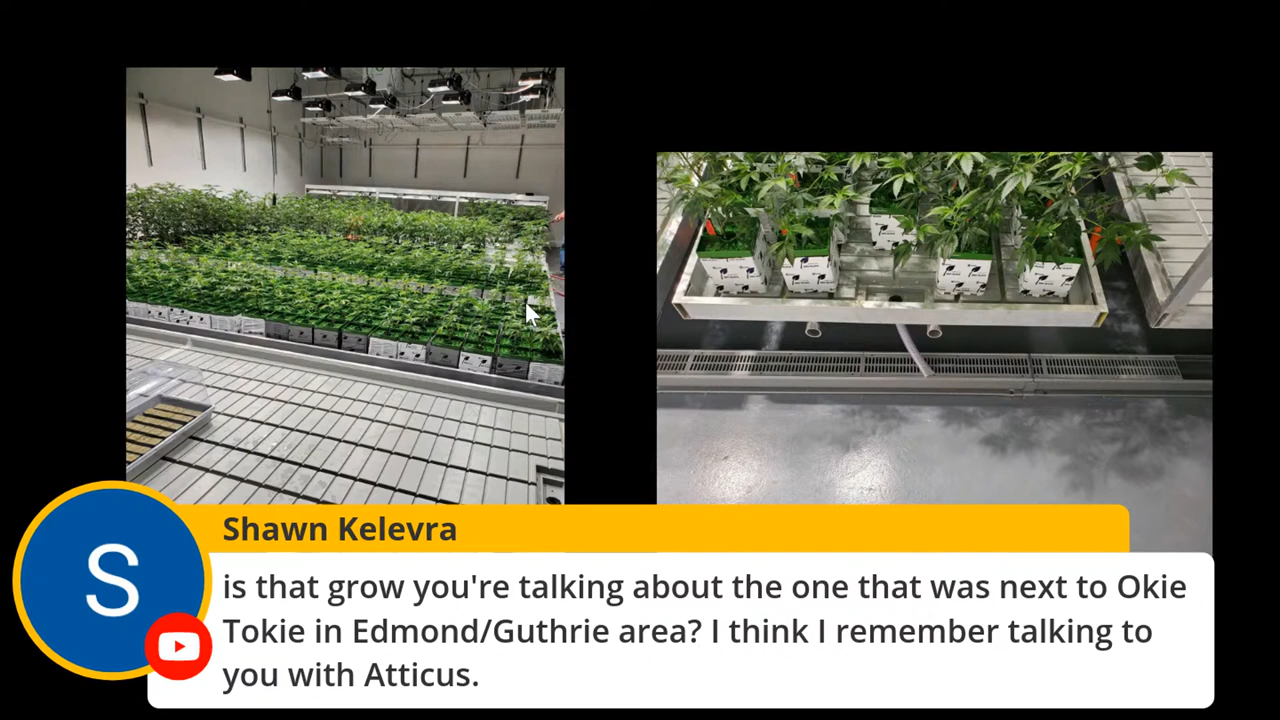 Shawn Kelevra
is that grow you're talking about the one that was next to Okie
Tokie in Edmond/Guthrie area? I think I remember talking to
you with Atticus.
S